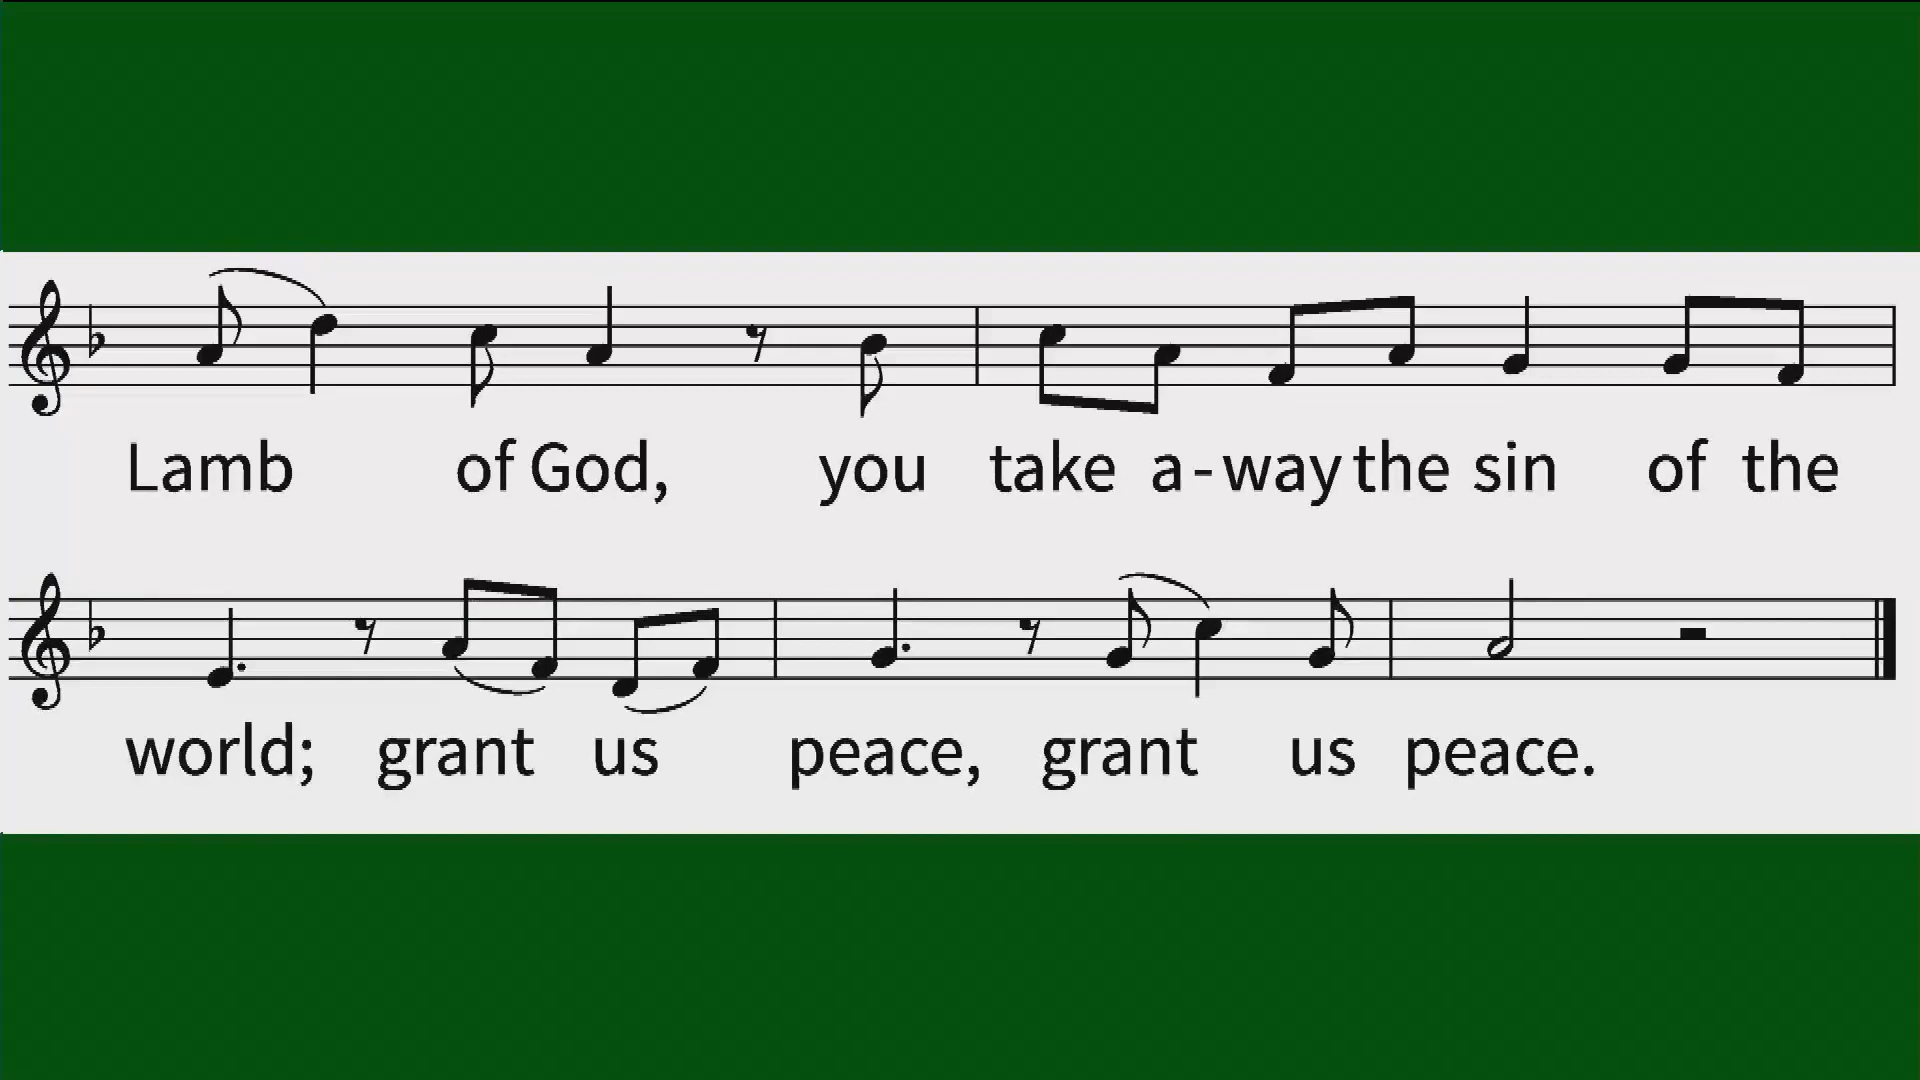 Lamb of God, you take a-way the sin of the
world; grant us peace, grant us peace.